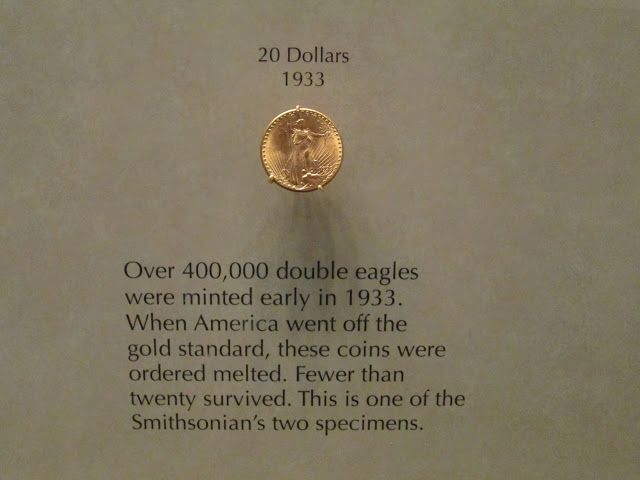 20 Dollars
1933
Over 400,000 double eagles
were minted early in 1933.
When America went off the
gold standard, these coins were
ordered melted. Fewer than
twenty survived. This is one of the
Smithsonian's two specimens.